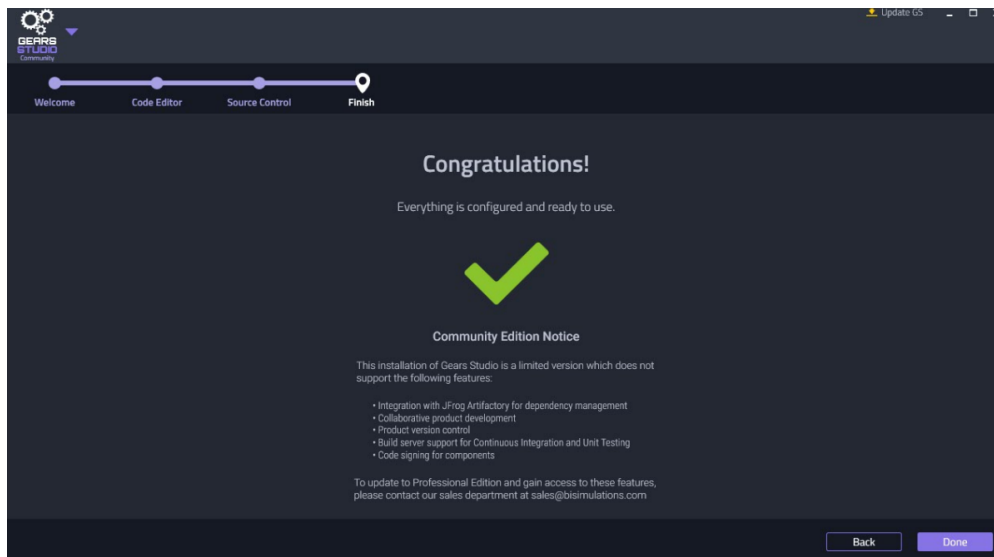 Update GS
GEARS
STUDIO
Community
Welcome
Code Editor
Source Control
Finish
Congratulations!
Everything is configured and ready to use.
Community Edition Notice
This installation of Gears Studio is a limited version which does not
support the following features:
• Integration with JFrog Artifactory for dependency management
• Collaborative product development
• Product version control
• Build server support for Continuous Integration and Unit Testing
• Code signing for components
To update to Professional Edition and gain access to these features,
please contact our sales department at sales@bisimulations.com
Back
Done